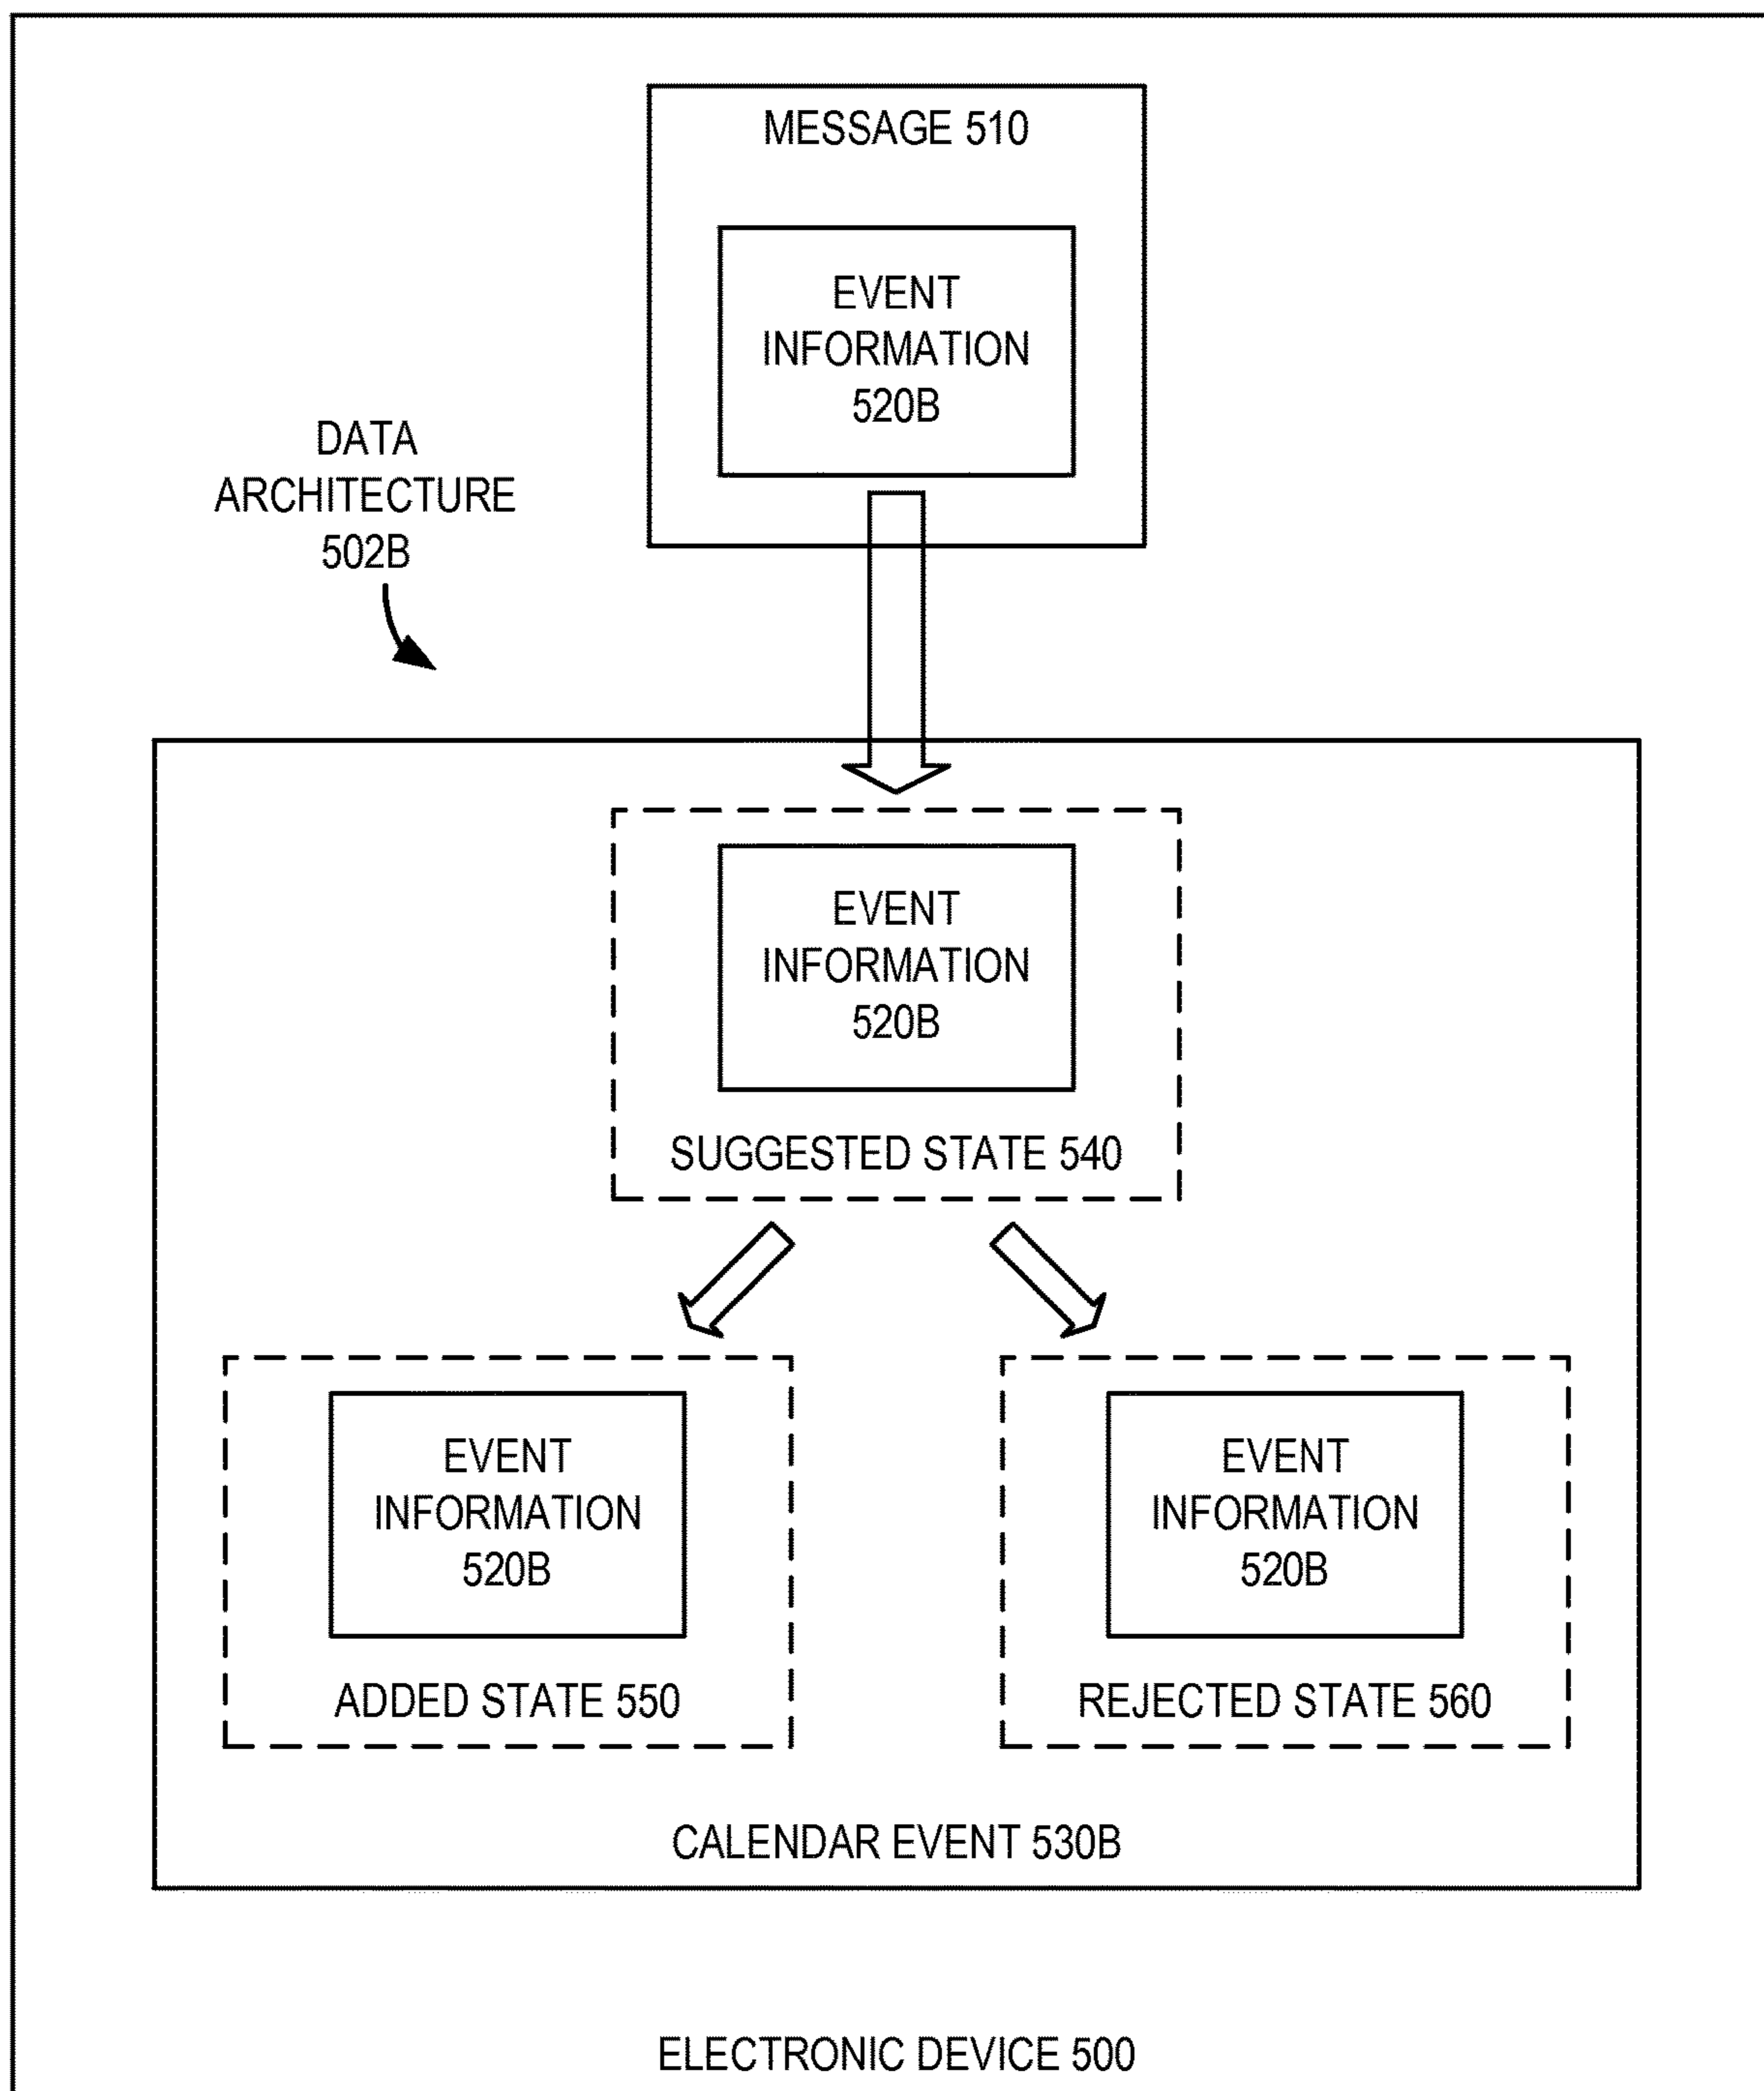 MESSAGE 510
EVENT
INFORMATION
520B
DATA
ARCHITECTURE
502B
EVENT
INFORMATION
520B
SUGGESTED STATE 540
EVENT
INFORMATION
520B
ADDED STATE 550
EVENT
INFORMATION
520B
REJECTED STATE 560
CALENDAR EVENT 530B
ELECTRONIC DEVICE 500